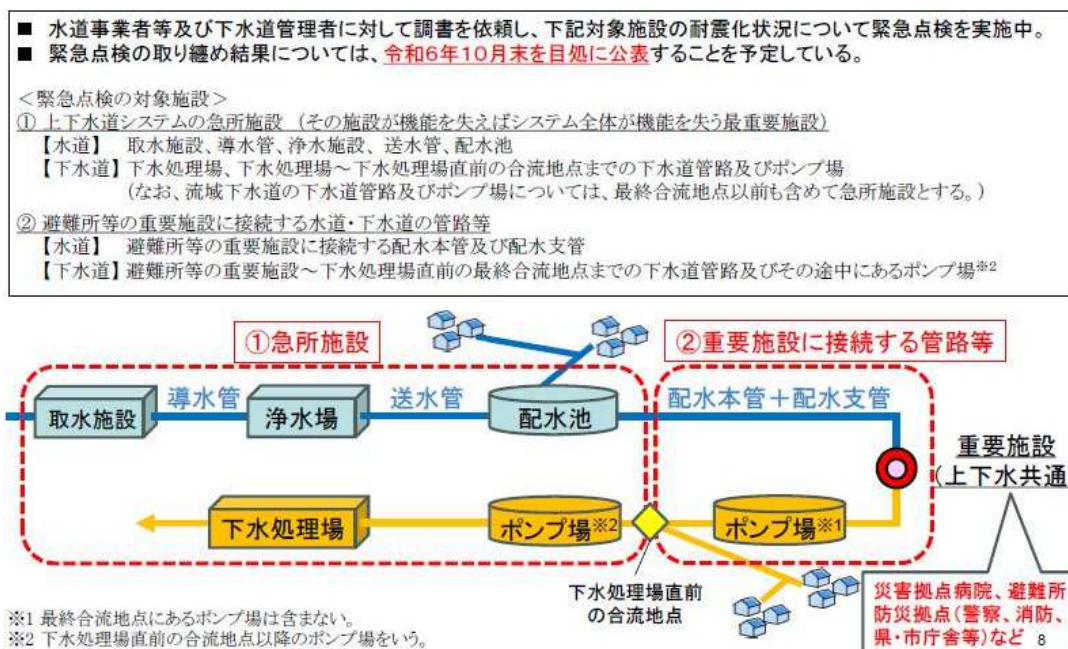 ■ 水道事業者等及び下水道管理者に対して調書を依頼し、下記対象施設の耐震化状況について緊急点検を実施中。
■ 緊急点検の取り纏め結果については、令和6年10月末を目処に公表することを予定している。
＜緊急点検の対象施設＞
① 上下水道システムの急所施設 （その施設が機能を失えばシステム全体が機能を失う最重要施設）
【水道】 取水施設、導水管、浄水施設、送水管、配水池
【下水道】 下水処理場、下水処理場～下水処理場直前の合流地点までの下水道管路及びポンプ場
（なお、流域下水道の下水道管路及びポンプ場については、最終合流地点以前も含めて急所施設とする。）
② 避難所等の重要施設に接続する水道・下水道の管路等
【水道】 避難所等の重要施設に接続する配水本管及び配水支管
【下水道】 避難所等の重要施設～下水処理場直前の最終合流地点までの下水道管路及びその途中にあるポンプ場※2
①急所施設
②重要施設に接続する管路等
取水施設
導水管
浄水場
送水管
配水池
配水本管＋配水支管
重要施設
（上下水共通
下水処理場
ポンプ場※2
ポンプ場※1
下水処理場直前
の合流地点
災害拠点病院、避難所
防災拠点（警察、消防、
県・市庁舎等）など
※1 最終合流地点にあるポンプ場は含まない。
※2 下水処理場直前の合流地点以降のポンプ場をいう。
8